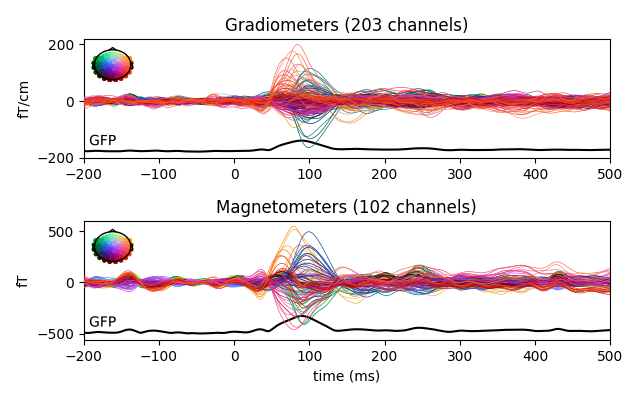 Gradiometers (203 channels)
200
0
−200
fT/cm
GFP
−200 −100 0 100 200 300 400 500
Magnetometers (102 channels)
500
0
−500
fT
GFP
−200 −100 0 100 200 300 400 500
time (ms)